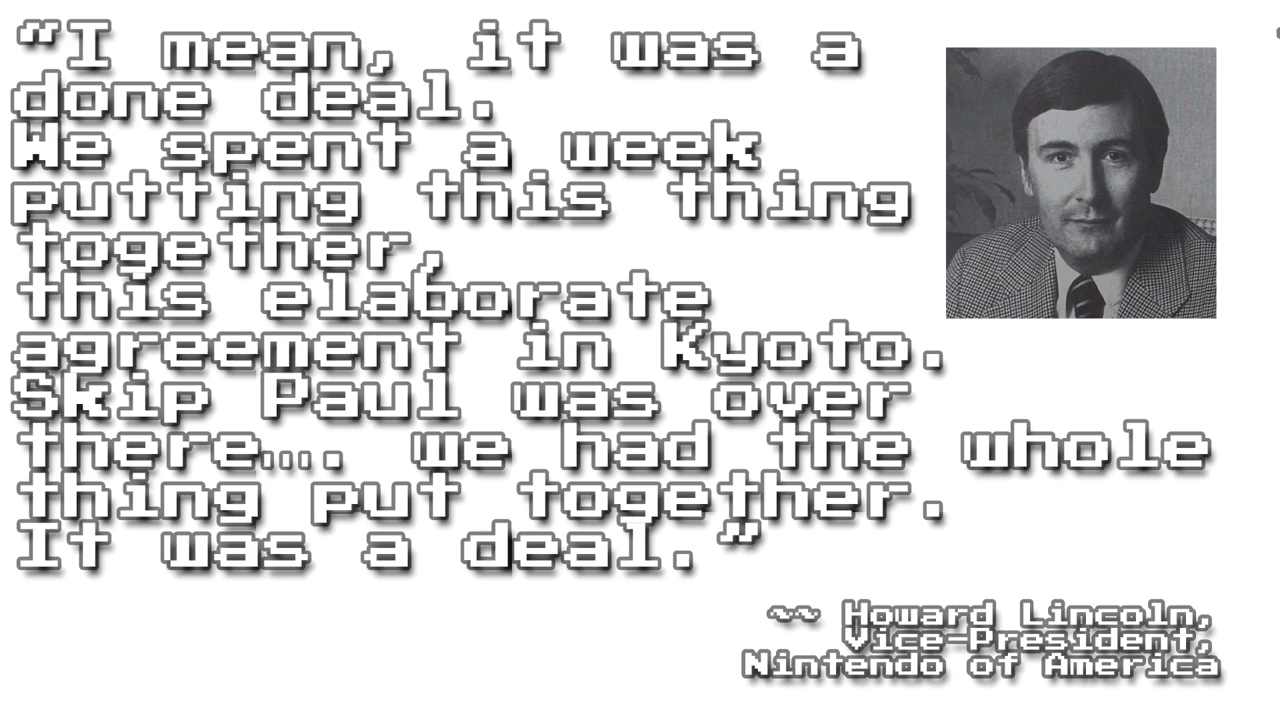 “I mean, it was a
done deal.
We spent a week
putting this thing
together,
this elaborate
agreement in Kyoto.
Skip Paul was over
there…. we had the whole
thing put together.
It was a deal.”
~~ Howard Lincoln,
Vice-President,
Nintendo of America